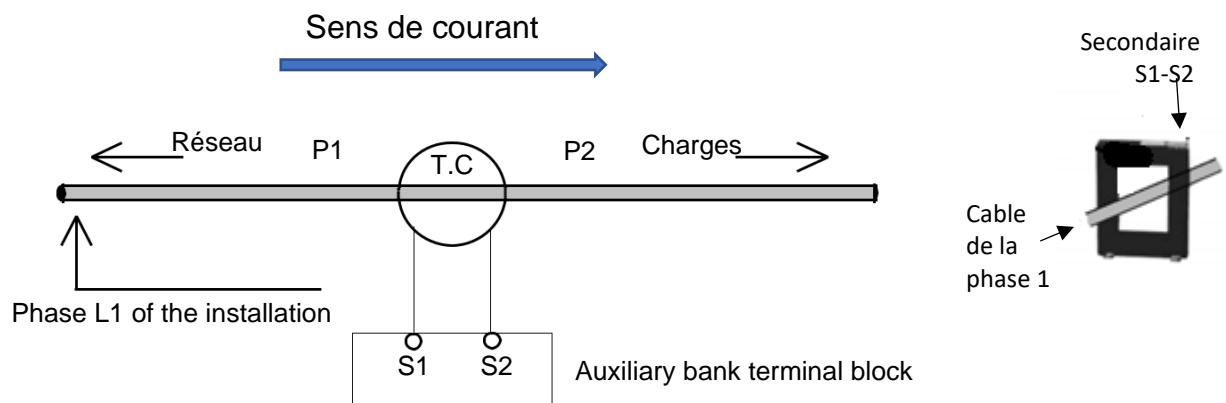 Sens de courant
Secondaire
S1-S2
Réseau
P1
T.C
P2
Charges
Cable
de la
phase 1
Phase L1 of the installation
S1
S2
Auxiliary bank terminal block